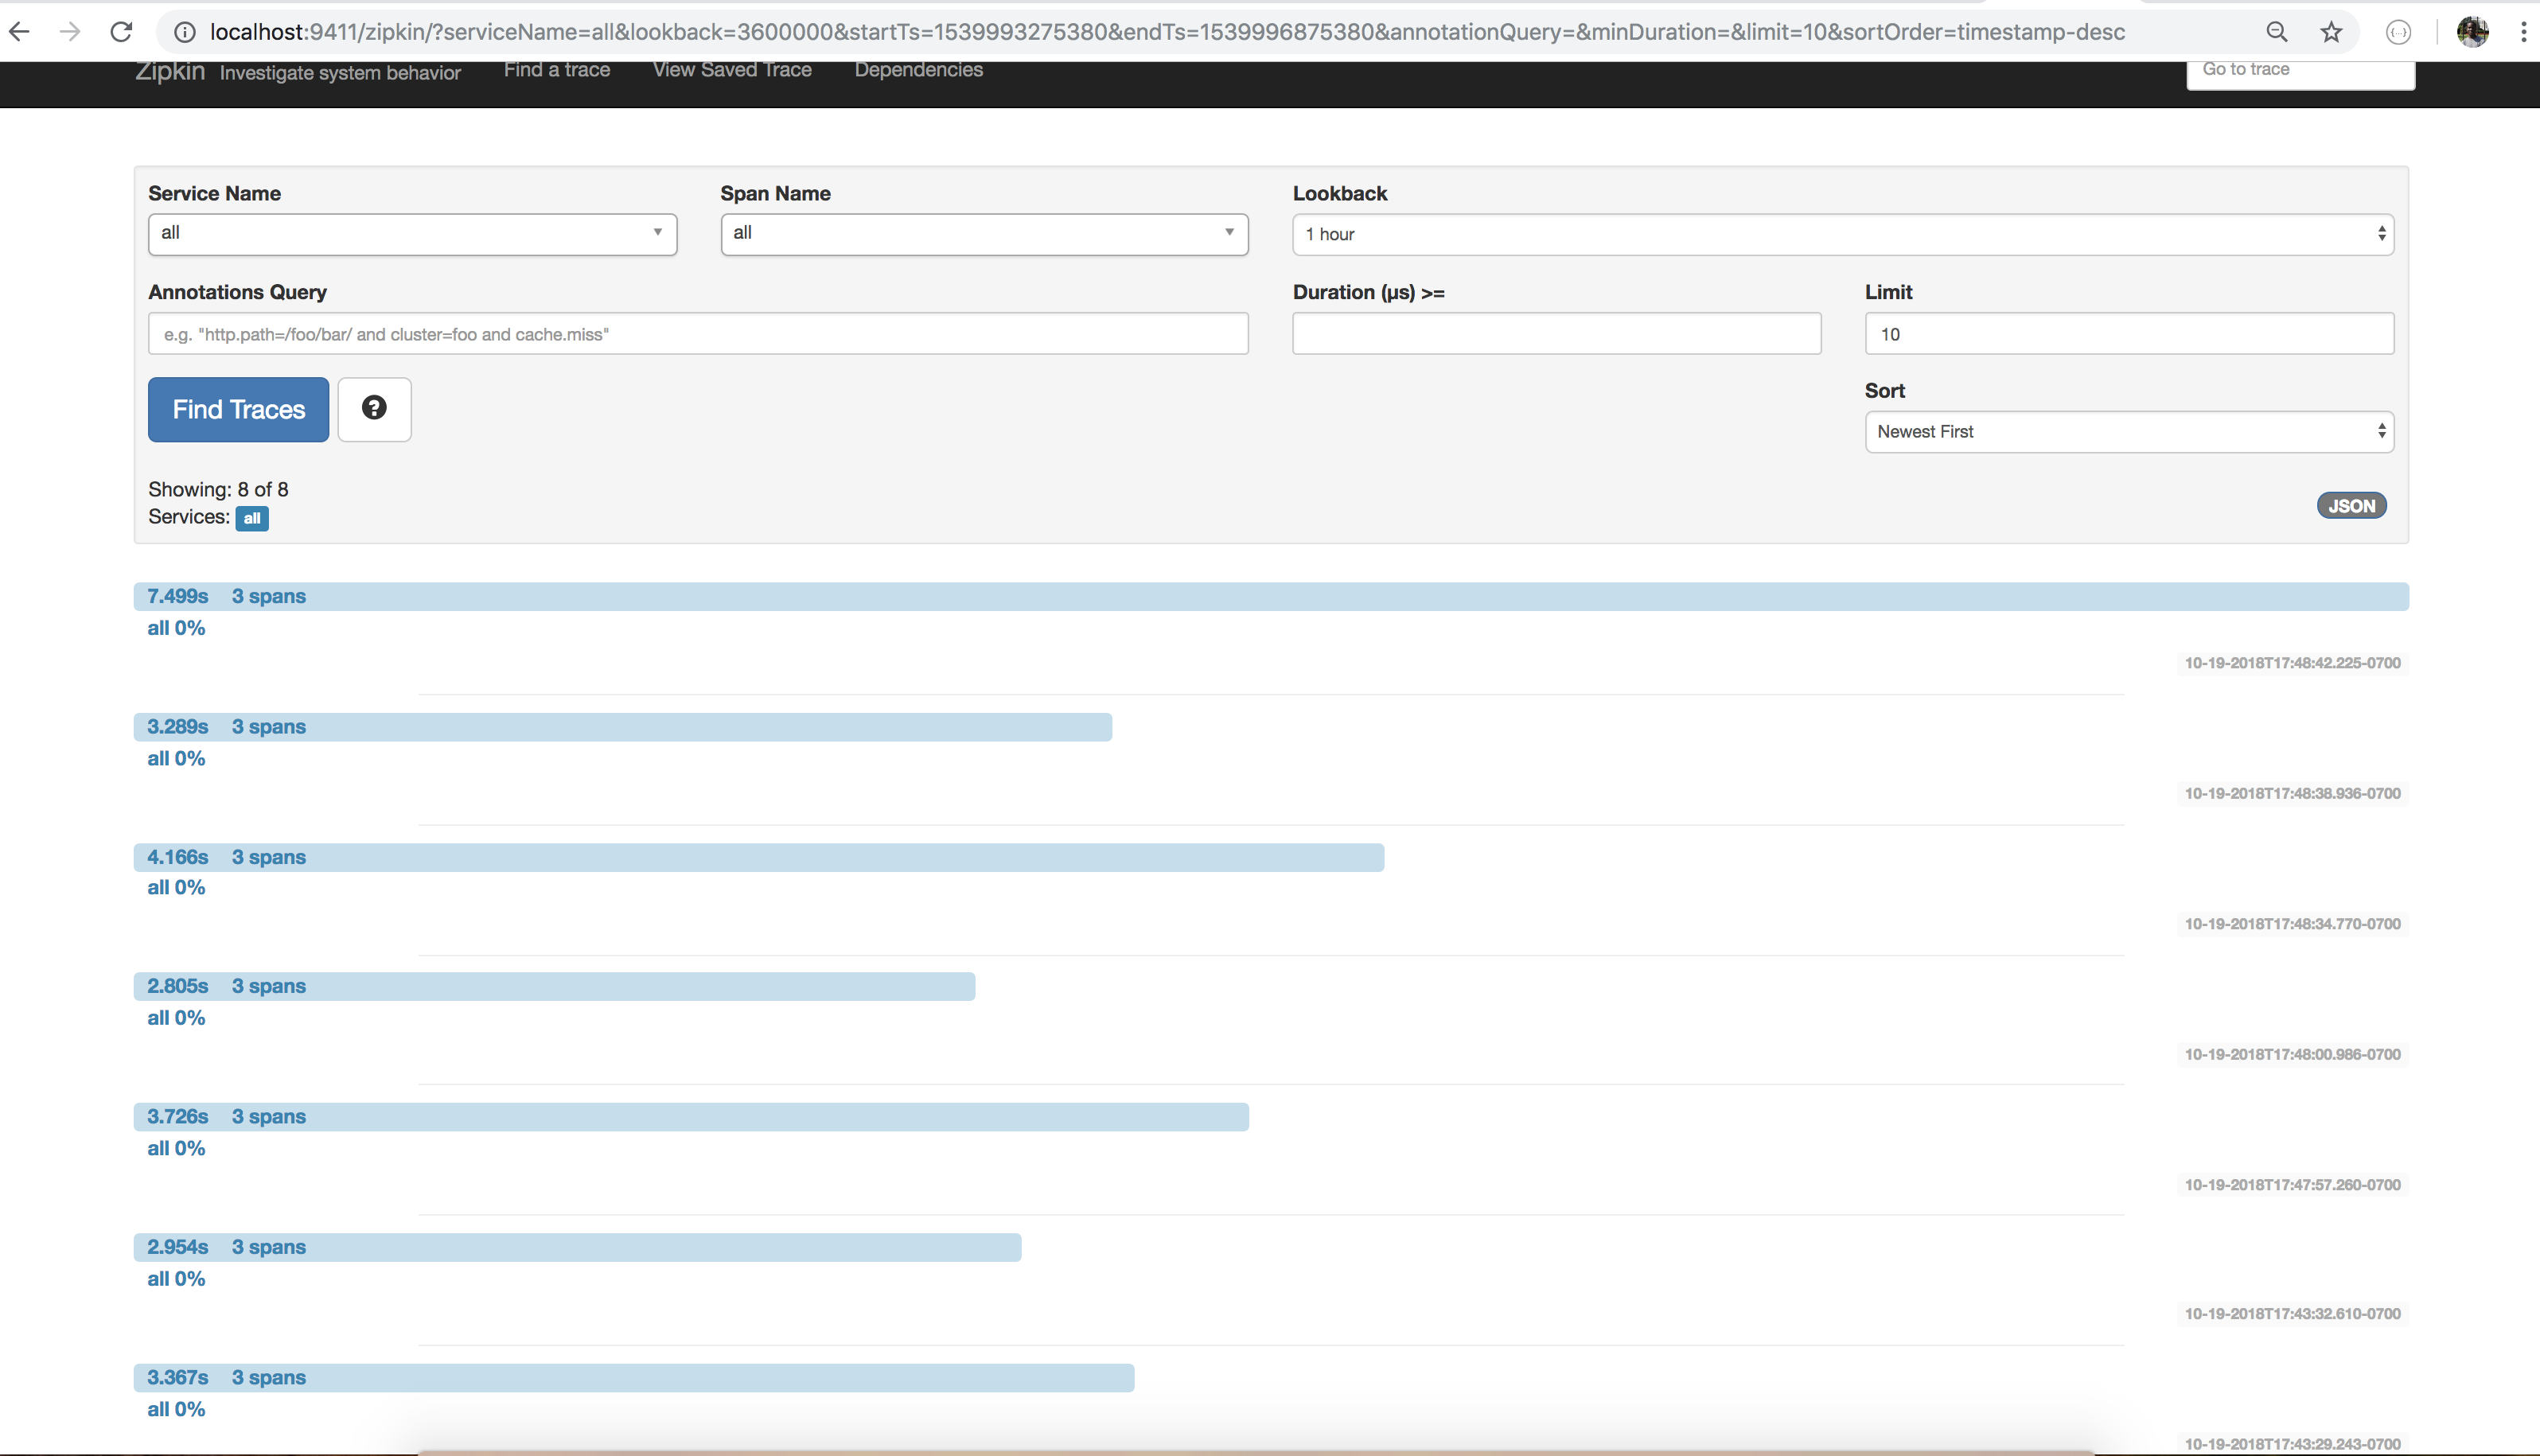 localhost:9411/zipkin/?serviceName=all&lookback=3600000&startTs=1539993275380&endTs=1539996875380&annotationQuery=&minDuration=&limit=10&sortOrder=timestamp-desc
Zipkin Investigate system behavior Find a trace View Saved Trace Dependencies Go to trace
Service Name Span Name Lookback
all all 1 hour
Annotations Query Duration (µs) >= Limit
e.g. "http.path=/foo/bar/ and cluster=foo and cache.miss" 10
Find Traces ? Sort
Newest First
Showing: 8 of 8
Services: all JSON
7.499s 3 spans
all 0%
10-19-2018T17:48:42.225-0700
3.289s 3 spans
all 0%
10-19-2018T17:48:38.936-0700
4.166s 3 spans
all 0%
10-19-2018T17:48:34.770-0700
2.805s 3 spans
all 0%
10-19-2018T17:48:00.986-0700
3.726s 3 spans
all 0%
10-19-2018T17:47:57.260-0700
2.954s 3 spans
all 0%
10-19-2018T17:43:32.610-0700
3.367s 3 spans
all 0%
10-19-2018T17:43:29.243-0700